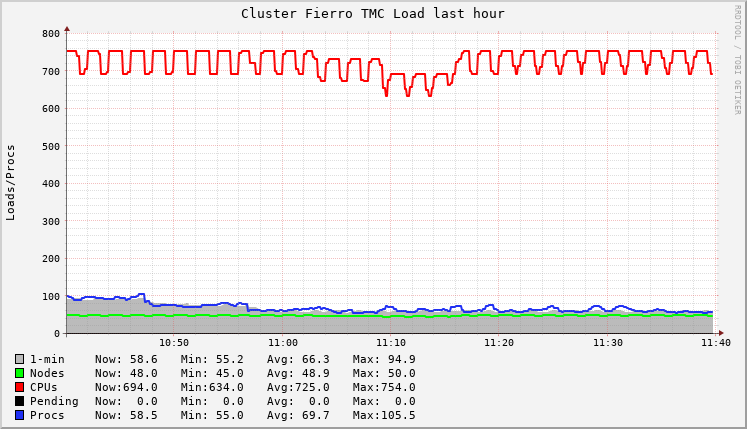 Cluster Fierro TMC Load last hour
RRDTOOL / TOBI OETIKER
Loads/Procs
800
700
600
500
400
300
200
100
0
10:50 11:00 11:10 11:20 11:30 11:40
1-min Now: 58.6 Min: 55.2 Avg: 66.3 Max: 94.9
Nodes Now: 48.0 Min: 45.0 Avg: 48.9 Max: 50.0
CPUs Now:694.0 Min:634.0 Avg:725.0 Max:754.0
Pending Now: 0.0 Min: 0.0 Avg: 0.0 Max: 0.0
Procs Now: 58.5 Min: 55.0 Avg: 69.7 Max:105.5